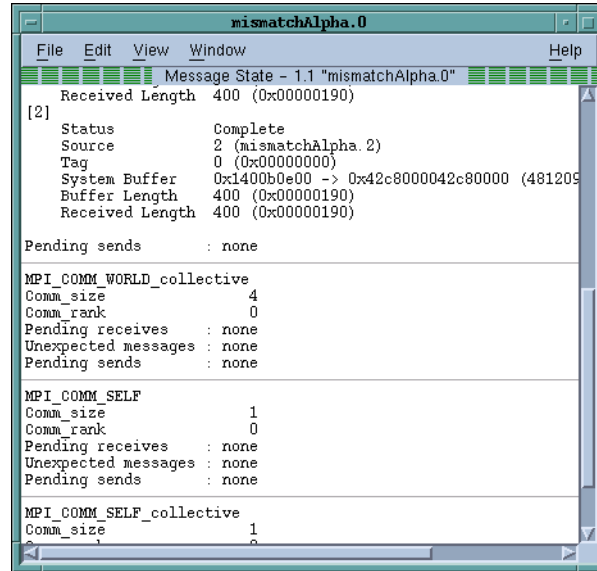 mismatchAlpha.0
File Edit View Window Help
Message State - 1.1 "mismatchAlpha.0"
Received Length 400 (0x00000190)
[2]
Status Complete
Source 2 (mismatchAlpha.2)
Tag 0 (0x00000000)
System Buffer 0x1400b0e00 -> 0x42c8000042c80000 (481209
Buffer Length 400 (0x00000190)
Received Length 400 (0x00000190)
Pending sends : none
MPI_COMM_WORLD_collective
Comm_size 4
Comm_rank 0
Pending receives : none
Unexpected messages : none
Pending sends : none
MPI_COMM_SELF
Comm_size 1
Comm_rank 0
Pending receives : none
Unexpected messages : none
Pending sends : none
MPI_COMM_SELF_collective
Comm_size 1